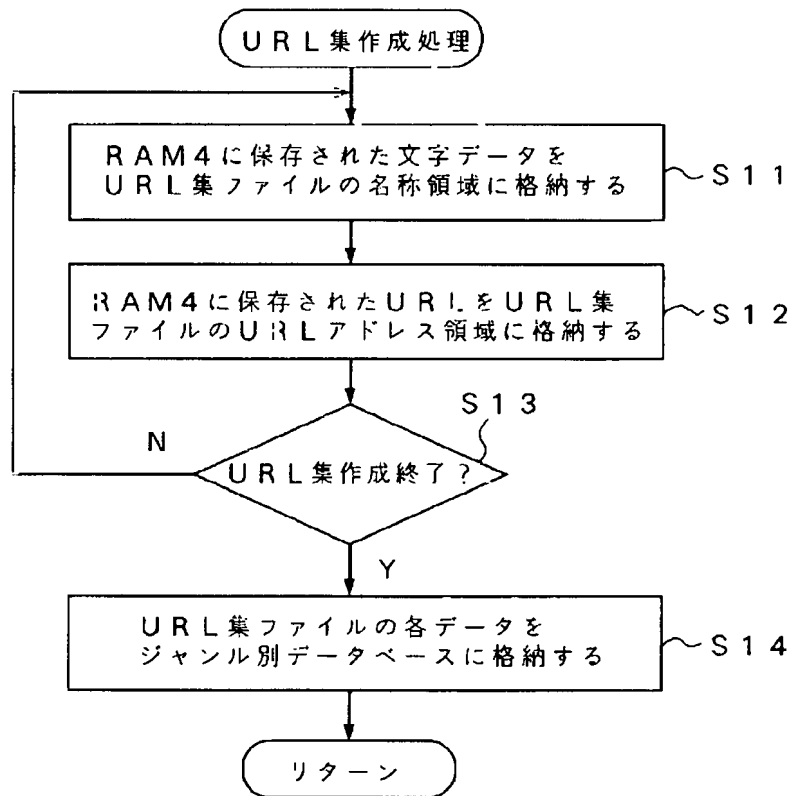 URL集作成処理
RAM4に保存された文字データを
URL集ファイルの名称領域に格納する
S11
RAM4に保存されたURLをURL集
ファイルのURLアドレス領域に格納する
S12
S13
N
URL集作成終了?
Y
URL集ファイルの各データを
ジャンル別データベースに格納する
S14
リターン